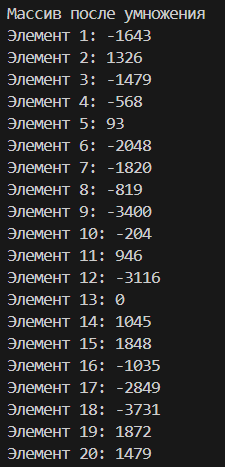 Массив после умножения
Элемент 1: -1643
Элемент 2: 1326
Элемент 3: -1479
Элемент 4: -568
Элемент 5: 93
Элемент 6: -2048
Элемент 7: -1820
Элемент 8: -819
Элемент 9: -3400
Элемент 10: -204
Элемент 11: 946
Элемент 12: -3116
Элемент 13: 0
Элемент 14: 1045
Элемент 15: 1848
Элемент 16: -1035
Элемент 17: -2849
Элемент 18: -3731
Элемент 19: 1872
Элемент 20: 1479